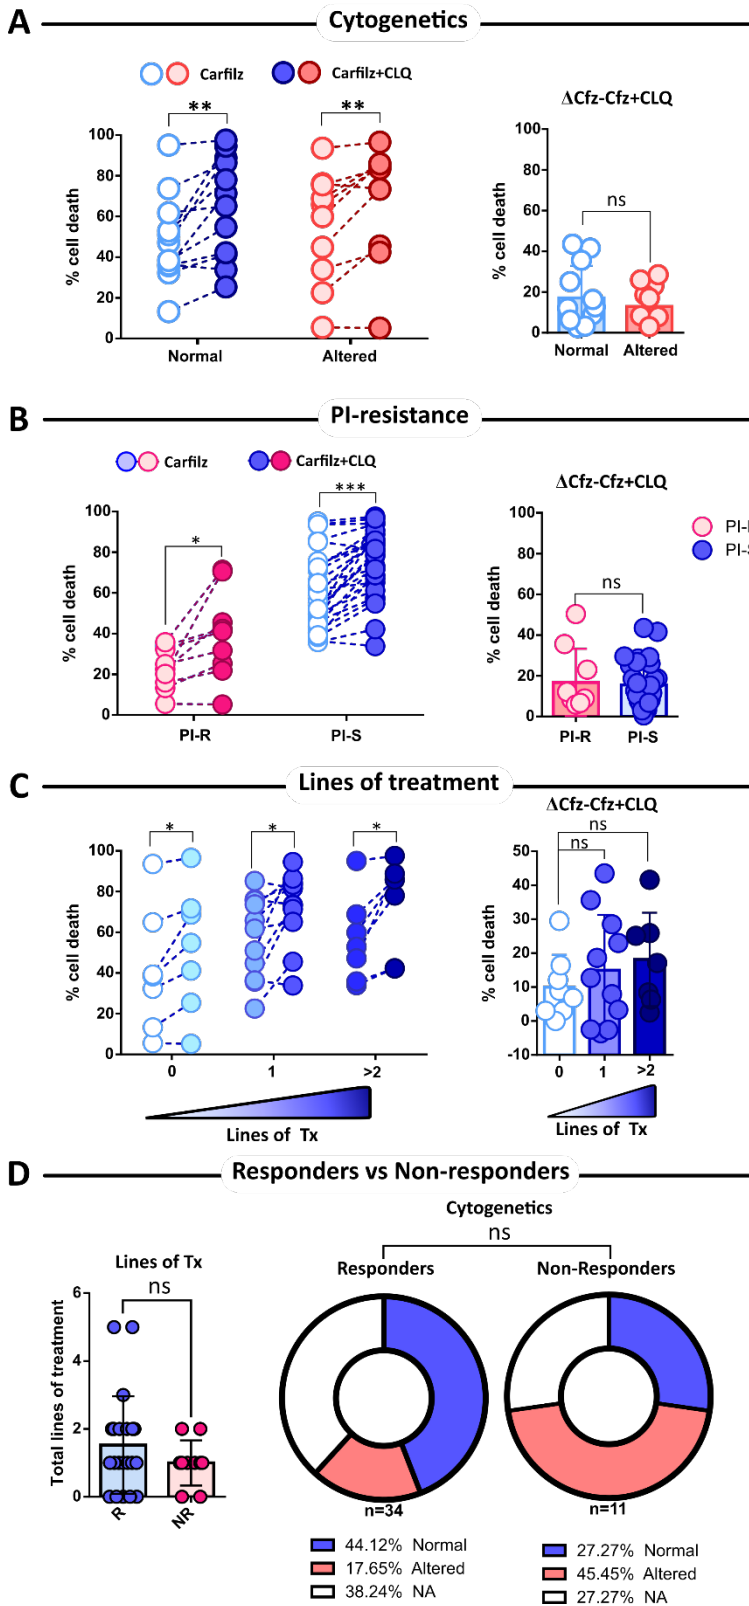 A
Cytogenetics
Carfilz
Carfilz+CLQ
ΔCfz-Cfz+CLQ
**
**
% cell death
100
80
60
40
20
0
Normal
Altered
% cell death
100
80
60
40
20
0
ns
Normal
Altered
B
PI-resistance
Carfilz
Carfilz+CLQ
ΔCfz-Cfz+CLQ
*
***
% cell death
100
80
60
40
20
0
PI-R
PI-S
% cell death
100
80
60
40
20
0
ns
PI-R
PI-S
C
Lines of treatment
ΔCfz-Cfz+CLQ
*
*
*
% cell death
100
80
60
40
20
0
0
1
>2
Lines of Tx
% cell death
50
40
30
20
10
0
-10
ns
ns
0
1
>2
Lines of Tx
D
Responders vs Non-responders
Lines of Tx
ns
Total lines of treatment
6
4
2
0
R
NR
Cytogenetics
ns
Responders
Non-Responders
n=34
n=11
44.12% Normal
17.65% Altered
38.24% NA
27.27% Normal
45.45% Altered
27.27% NA